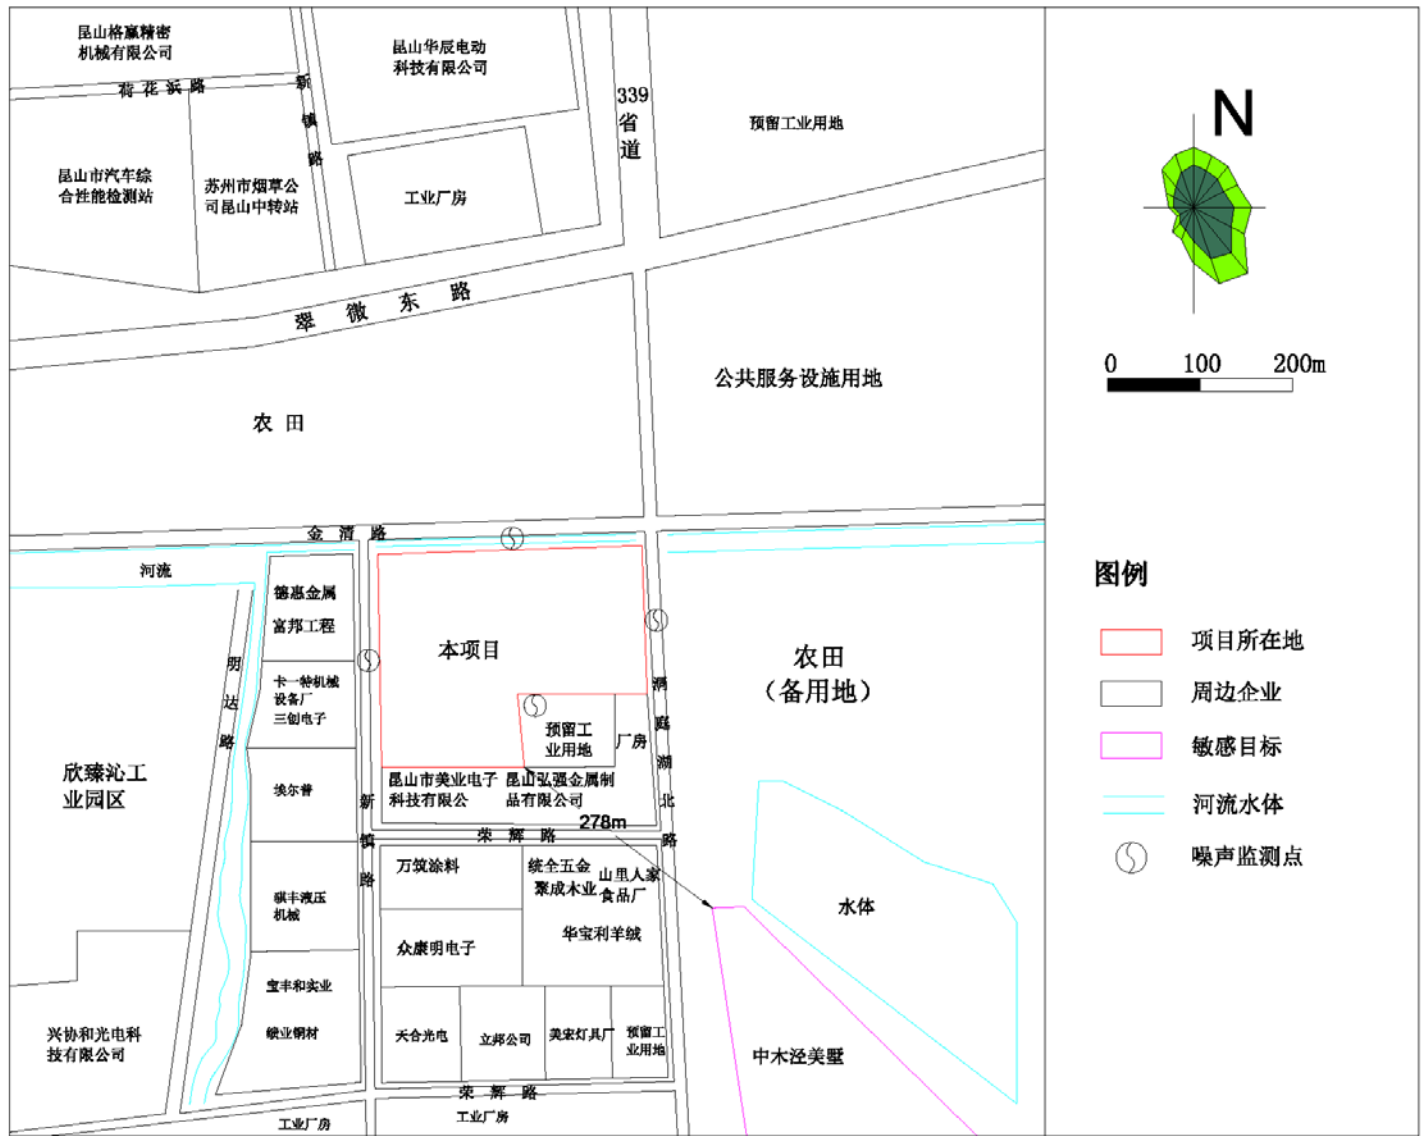 昆山格赢精密
机械有限公司
昆山华辰电动
科技有限公司
荷花浜路
新镇路
339
省道
预留工业用地
昆山市汽车综
合性能检测站
苏州市烟草公
司昆山中转站
工业厂房
翠微东路
公共服务设施用地
农田
金清路
河流
德惠金属
富邦工程
本项目
农田
（备用地）
明达路
卡一特机械
设备厂
三创电子
洞庭湖北路
预留工
业用地
厂房
欣臻沁工
业园区
埃尔普
昆山市美业电子
科技有限公
昆山弘强金属制
品有限公司
新镇路
278m
荣辉路
万筑涂料
统全五金
聚成木业
山里人家
食品厂
骐丰液压
机械
水体
众康明电子
华宝利羊绒
宝丰和实业
兴协和光电科
技有限公司
天合光电
立邦公司
美宏灯具厂
预留工
业用地
中木泾美墅
荣辉路
工业厂房
工业厂房
N
0 100 200m
图例
项目所在地
周边企业
敏感目标
河流水体
噪声监测点